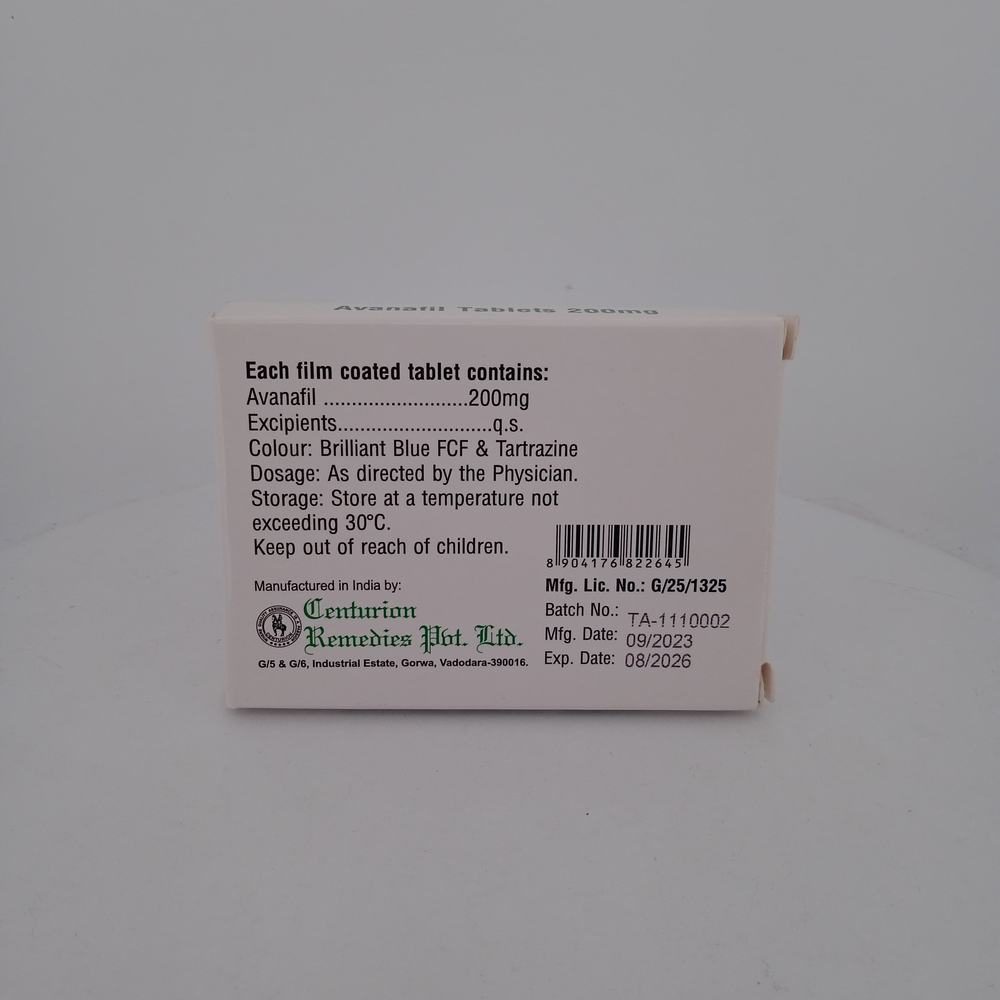 Avanafil Tablets 200mg
Each film coated tablet contains:
Avanafil ..........................200mg
Excipients............................q.s.
Colour: Brilliant Blue FCF & Tartrazine
Dosage: As directed by the Physician.
Storage: Store at a temperature not
exceeding 30°C.
Keep out of reach of children.
8 904176 822645
Manufactured in India by:
Centurion
Remedies Pvt. Ltd.
G/5 & G/6, Industrial Estate, Gorwa, Vadodara-390016.
Mfg. Lic. No.: G/25/1325
Batch No.: TA-1110002
Mfg. Date: 09/2023
Exp. Date: 08/2026